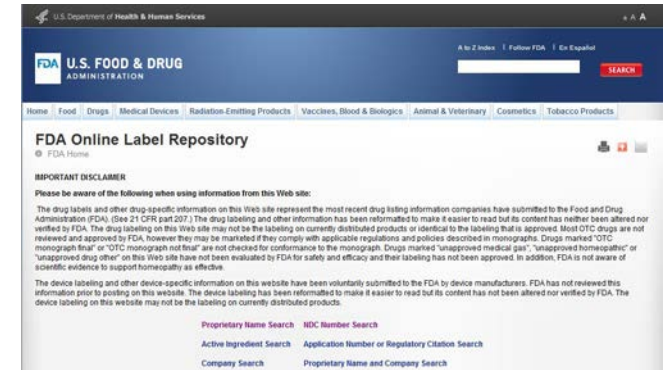 U.S. Department of Health & Human Services
a A A
A to Z Index | Follow FDA | En Español
FDA U.S. FOOD & DRUG
ADMINISTRATION
SEARCH
Home Food Drugs Medical Devices Radiation-Emitting Products Vaccines, Blood & Biologics Animal & Veterinary Cosmetics Tobacco Products
FDA Online Label Repository
FDA Home
IMPORTANT DISCLAIMER
Please be aware of the following when using information from this Web site:
The drug labels and other drug-specific information on this Web site represent the most recent drug listing information companies have submitted to the Food and Drug
Administration (FDA). (See 21 CFR part 207.) The drug labeling and other information has been reformatted to make it easier to read but its content has neither been altered nor
verified by FDA. The drug labeling on this Web site may not be the labeling on currently distributed products or identical to the labeling that is approved. Most OTC drugs are not
reviewed and approved by FDA, however they may be marketed if they comply with applicable regulations and policies described in monographs. Drugs marked "OTC
monograph final" or "OTC monograph not final" are not checked for conformance to the monograph. Drugs marked "unapproved medical gas", "unapproved homeopathic" or
"unapproved drug other" on this Web site have not been evaluated by FDA for safety and efficacy and their labeling has not been approved. In addition, FDA is not aware of
scientific evidence to support homeopathy as effective.
The device labeling and other device-specific information on this website have been voluntarily submitted to the FDA by device manufacturers. FDA has not reviewed this
information prior to posting on this website. The device labeling has been reformatted to make it easier to read but its content has not been altered nor verified by FDA. The
device labeling on this website may not be the labeling on currently distributed products.
Proprietary Name Search NDC Number Search
Active Ingredient Search Application Number or Regulatory Citation Search
Company Search Proprietary Name and Company Search